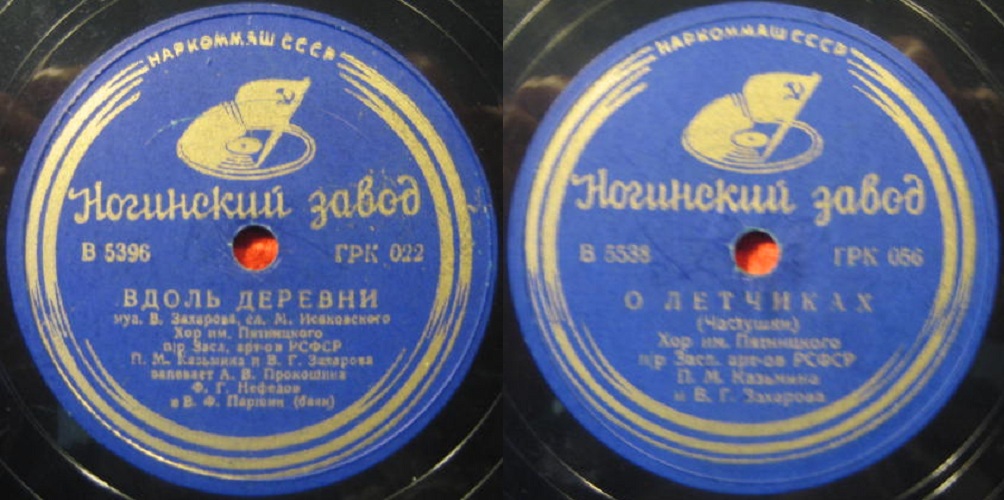 НАРКОММАШ СССР
Ногинский завод
В 5396 ГРК 022
ВДОЛЬ ДЕРЕВНИ
муз. В. Захарова, сл. М. Исаковского
Хор им. Пятницкого
п/р Засл. арт-ов РСФСР
П. М. Казьмина и В. Г. Захарова
запевает А. В. Прокошина
Ф. Г. Нефедов
и В. Ф. Паршин (баян)
НАРКОММАШ СССР
Ногинский завод
В 5538 ГРК 056
О ЛЕТЧИКАХ
(Частушки)
Хор им. Пятницкого
п/р Засл. арт-ов РСФСР
П. М. Казьмина
и В. Г. Захарова